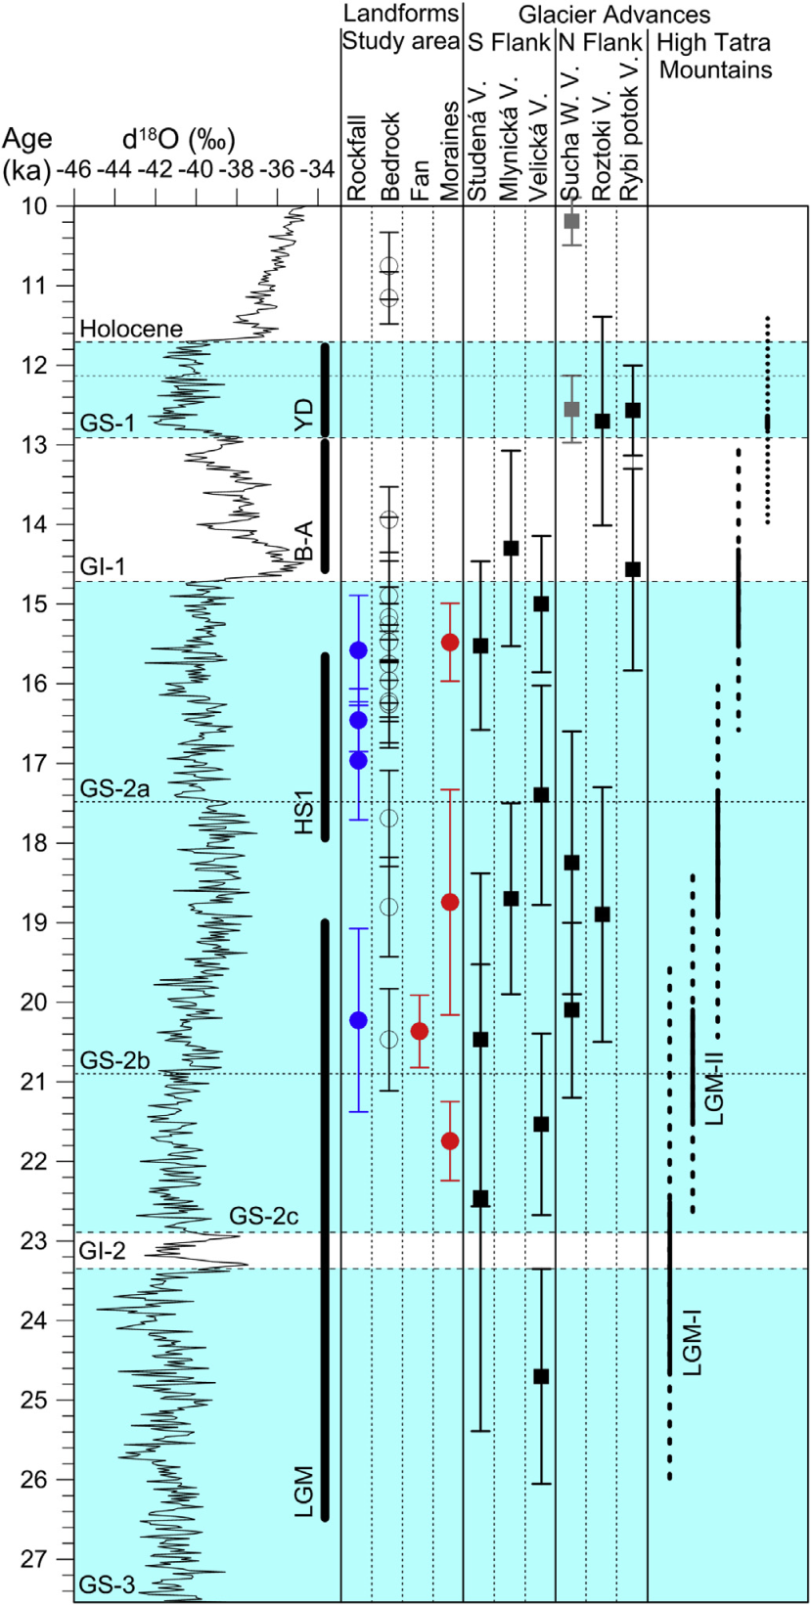 Landforms
Study area
Glacier Advances
S Flank
N Flank
High Tatra
Mountains
Rockfall
Bedrock
Fan
Moraines
Studená V.
Mlynická V.
Velická V.
Sucha W. V.
Roztoki V.
Rybi potok V.
Age
(ka)
d¹⁸O (‰)
-46 -44 -42 -40 -38 -36 -34
10
11
Holocene
12
YD
GS-1
13
14
B-A
GI-1
15
16
17
GS-2a
HS1
18
19
20
GS-2b
21
LGM-II
22
GS-2c
23
GI-2
24
LGM-I
25
26
LGM
27
GS-3